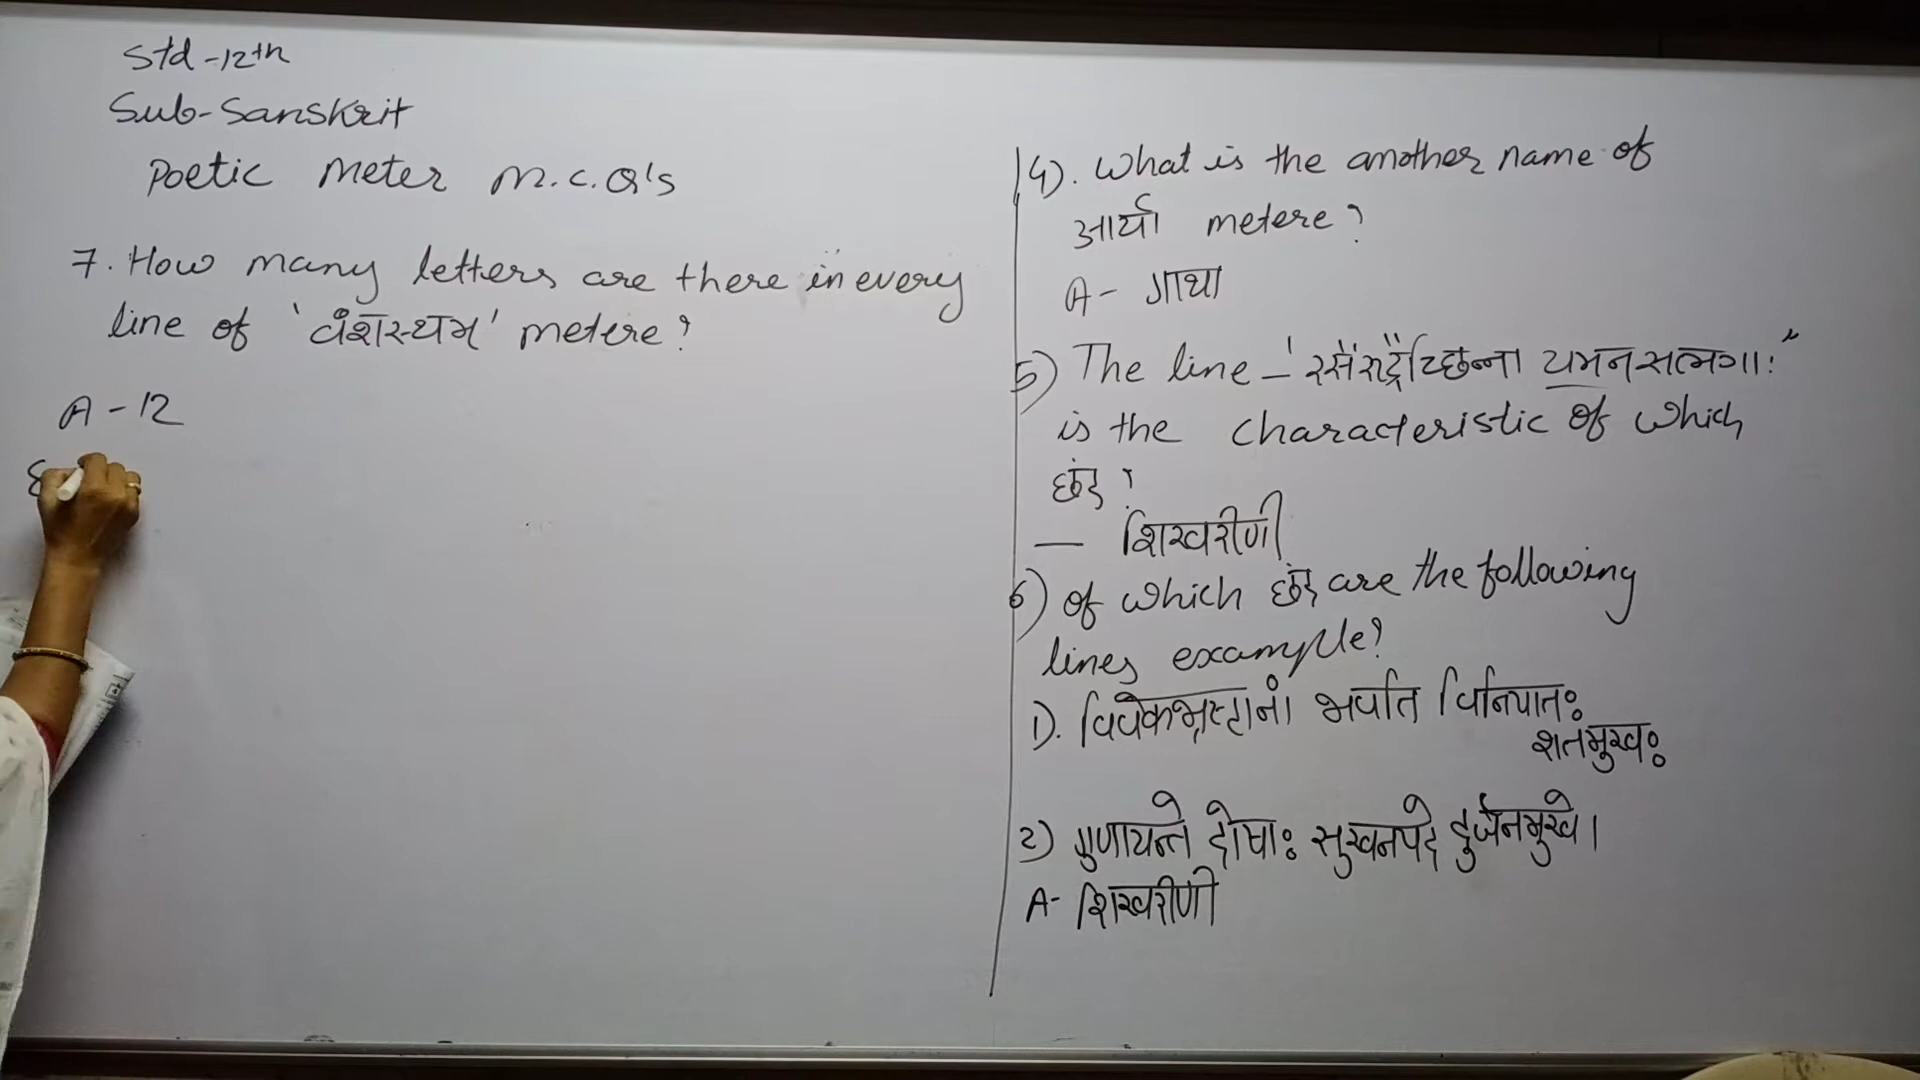 Std-12th
Sub-Sanskrit
Poetic Meter M.C.Q's
7. How many letters are there in every
line of 'वंशस्थम' metere?
A - 12
8
4). What is the another name of
आर्या metere?
A - गाथा
5) The line - 'रसै रुद्रैच्छिन्ना यमनसत्भगाः"
is the characteristic of which
छंद ?
— शिखरीणी
6) of which छंद are the following
lines example?
1). विवेकभ्रष्टानां भवति विनिपातः
शतमुखः
2) गुणायन्ते दोषाः सुखनपदे दुर्जनमुखे।
A- शिखरीणी